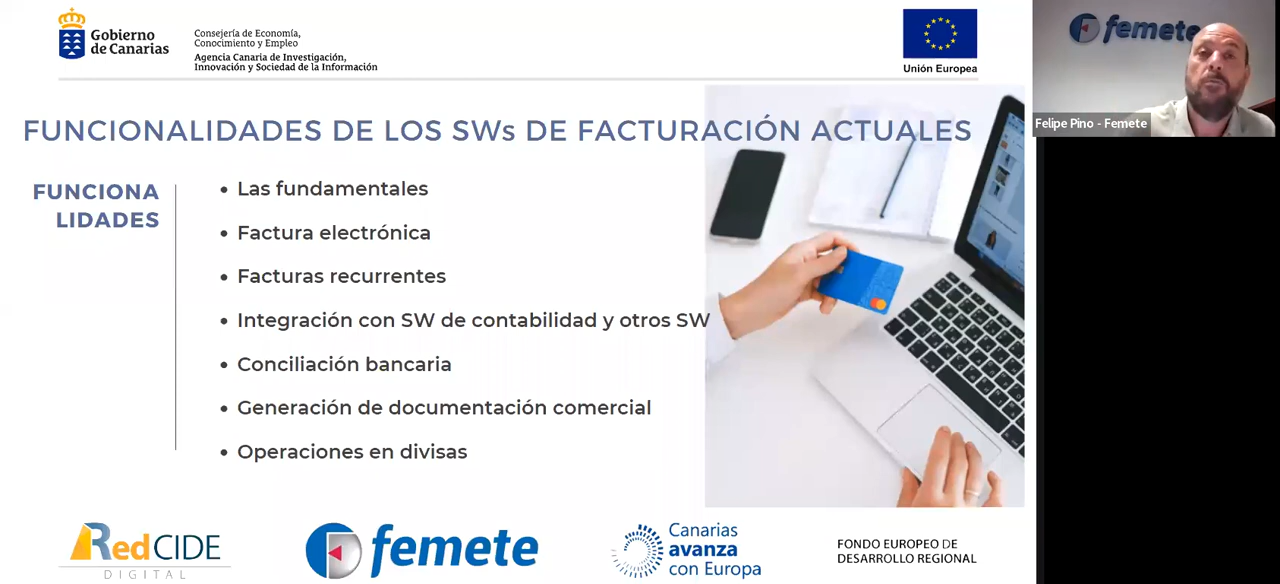 Gobierno
de Canarias
Consejería de Economía,
Conocimiento y Empleo
Agencia Canaria de Investigación,
Innovación y Sociedad de la Información
Unión Europea
femete
Felipe Pino - Femete
FUNCIONALIDADES DE LOS SWs DE FACTURACIÓN ACTUALES
FUNCIONA
LIDADES
• Las fundamentales
• Factura electrónica
• Facturas recurrentes
• Integración con SW de contabilidad y otros SW
• Conciliación bancaria
• Generación de documentación comercial
• Operaciones en divisas
RedCIDE
DIGITAL
femete
Canarias
avanza
con Europa
FONDO EUROPEO DE
DESARROLLO REGIONAL